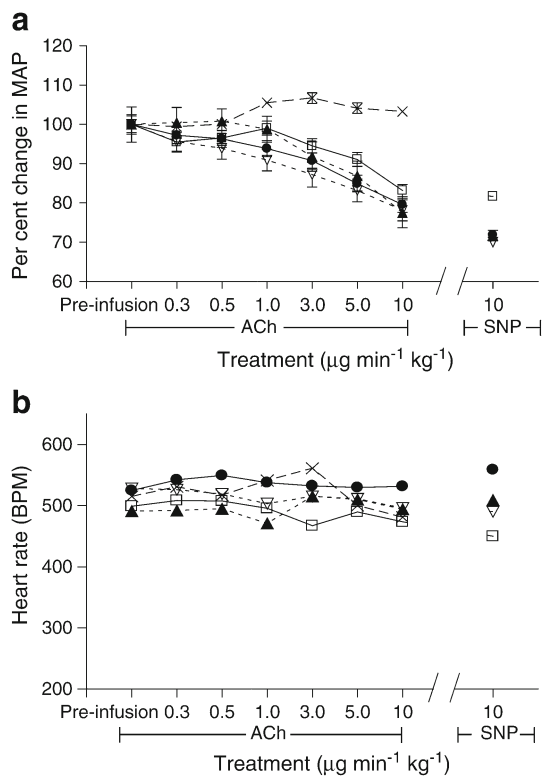 a
Per cent change in MAP
120
110
100
90
80
70
60
Pre-infusion 0.3 0.5 1.0 3.0 5.0 10 10
ACh SNP
Treatment (µg min⁻¹ kg⁻¹)
b
Heart rate (BPM)
600
500
400
300
200
Pre-infusion 0.3 0.5 1.0 3.0 5.0 10 10
ACh SNP
Treatment (µg min⁻¹ kg⁻¹)